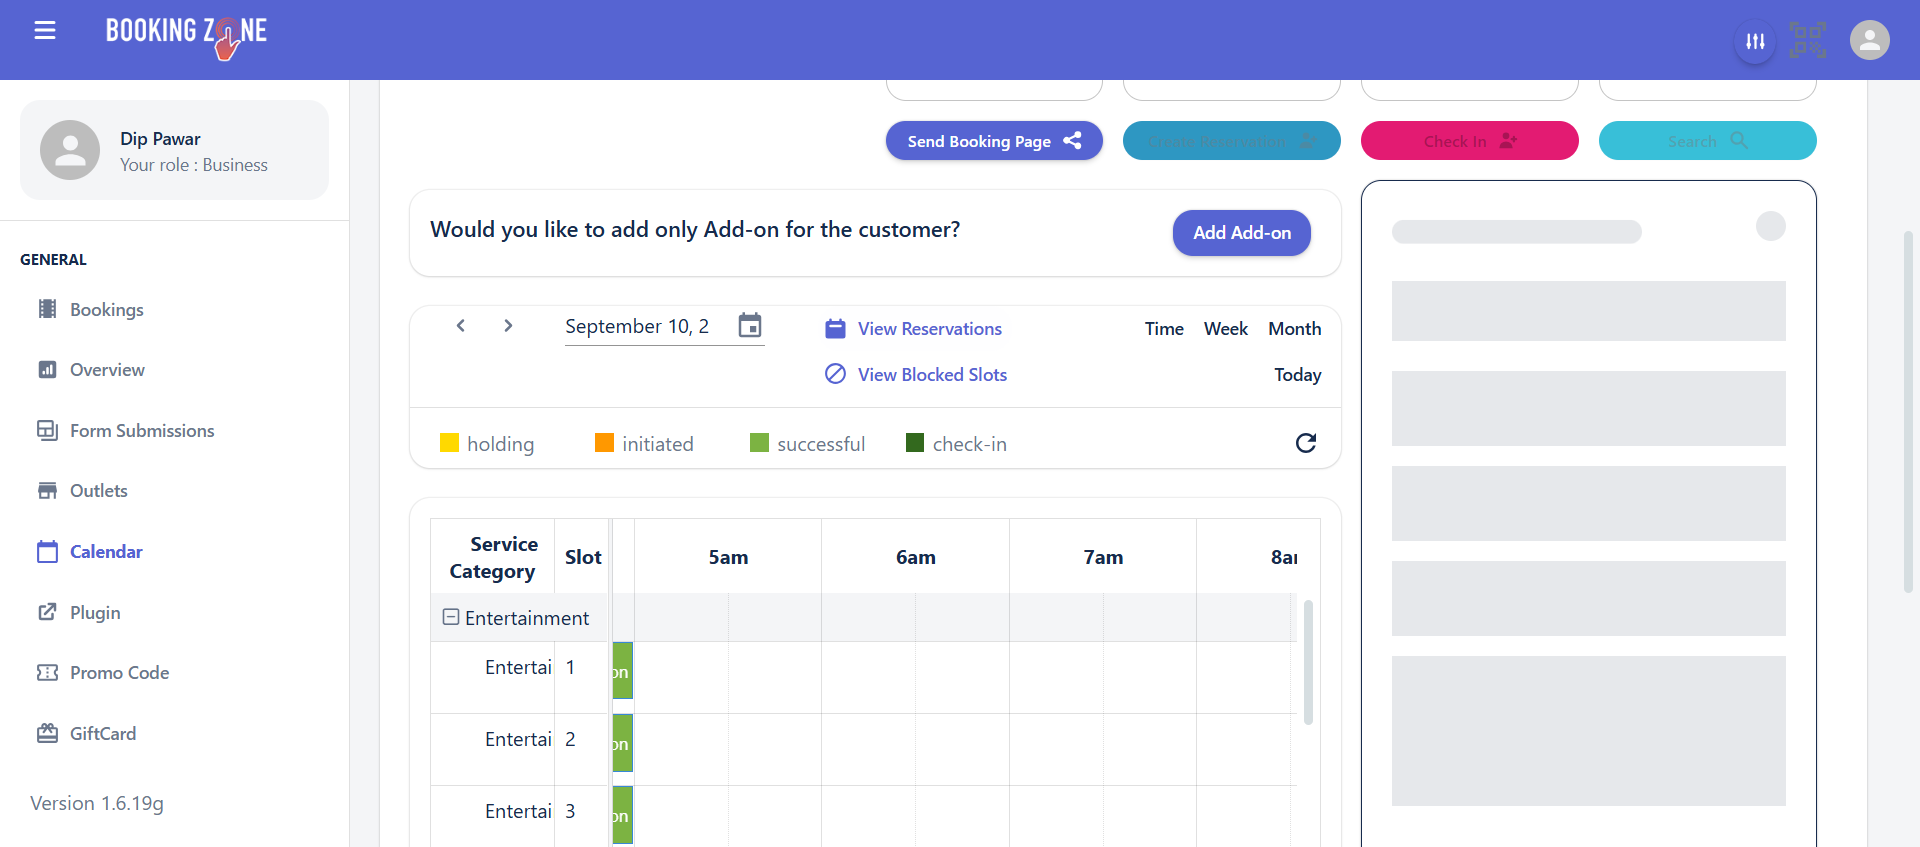 BOOKING ZONE
Dip Pawar
Your role : Business
GENERAL
Bookings
Overview
Form Submissions
Outlets
Calendar
Plugin
Promo Code
GiftCard
Version 1.6.19g
Send Booking Page
Create Reservation
Check In
Search
Would you like to add only Add-on for the customer?
Add Add-on
September 10, 2
View Reservations
View Blocked Slots
Time Week Month
Today
holding initiated successful check-in
Service Category Slot 5am 6am 7am 8a
Entertainment
Entertai 1 on
Entertai 2 on
Entertai 3 on